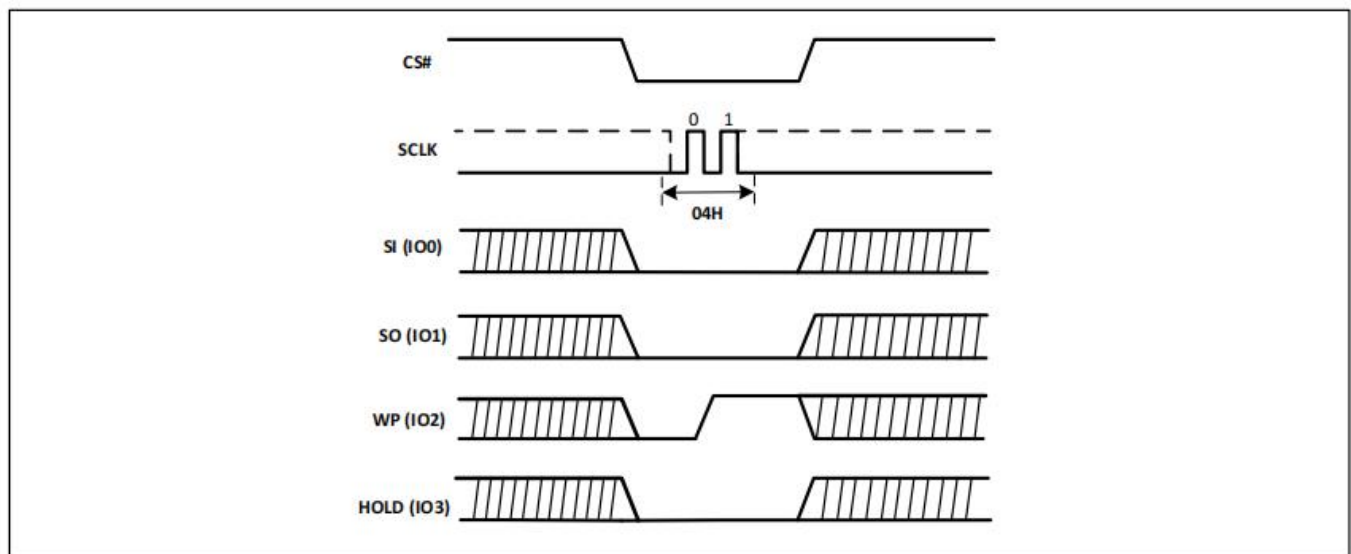 CS#
0 1
SCLK
04H
SI (IO0)
SO (IO1)
WP (IO2)
HOLD (IO3)